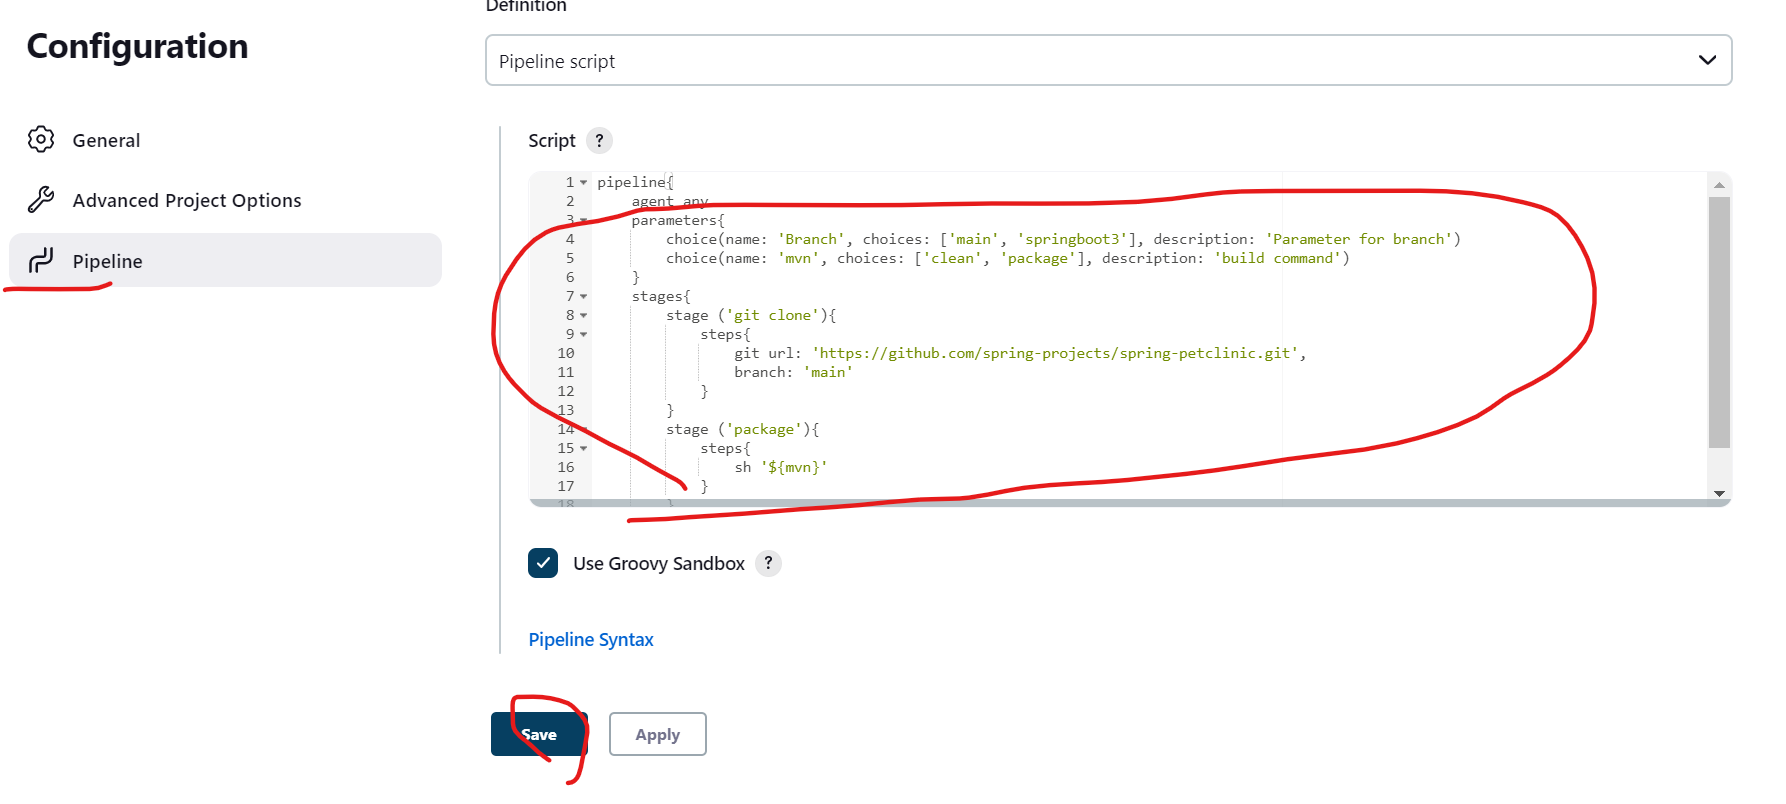 Definition
Configuration
Pipeline script
General
Advanced Project Options
Pipeline
Script ?
1 pipeline{
2 agent any
3 parameters{
4 choice(name: 'Branch', choices: ['main', 'springboot3'], description: 'Parameter for branch')
5 choice(name: 'mvn', choices: ['clean', 'package'], description: 'build command')
6 }
7 stages{
8 stage ('git clone'){
9 steps{
10 git url: 'https://github.com/spring-projects/spring-petclinic.git',
11 branch: 'main'
12 }
13 }
14 stage ('package'){
15 steps{
16 sh '${mvn}'
17 }
18 }
Use Groovy Sandbox ?
Pipeline Syntax
Save
Apply